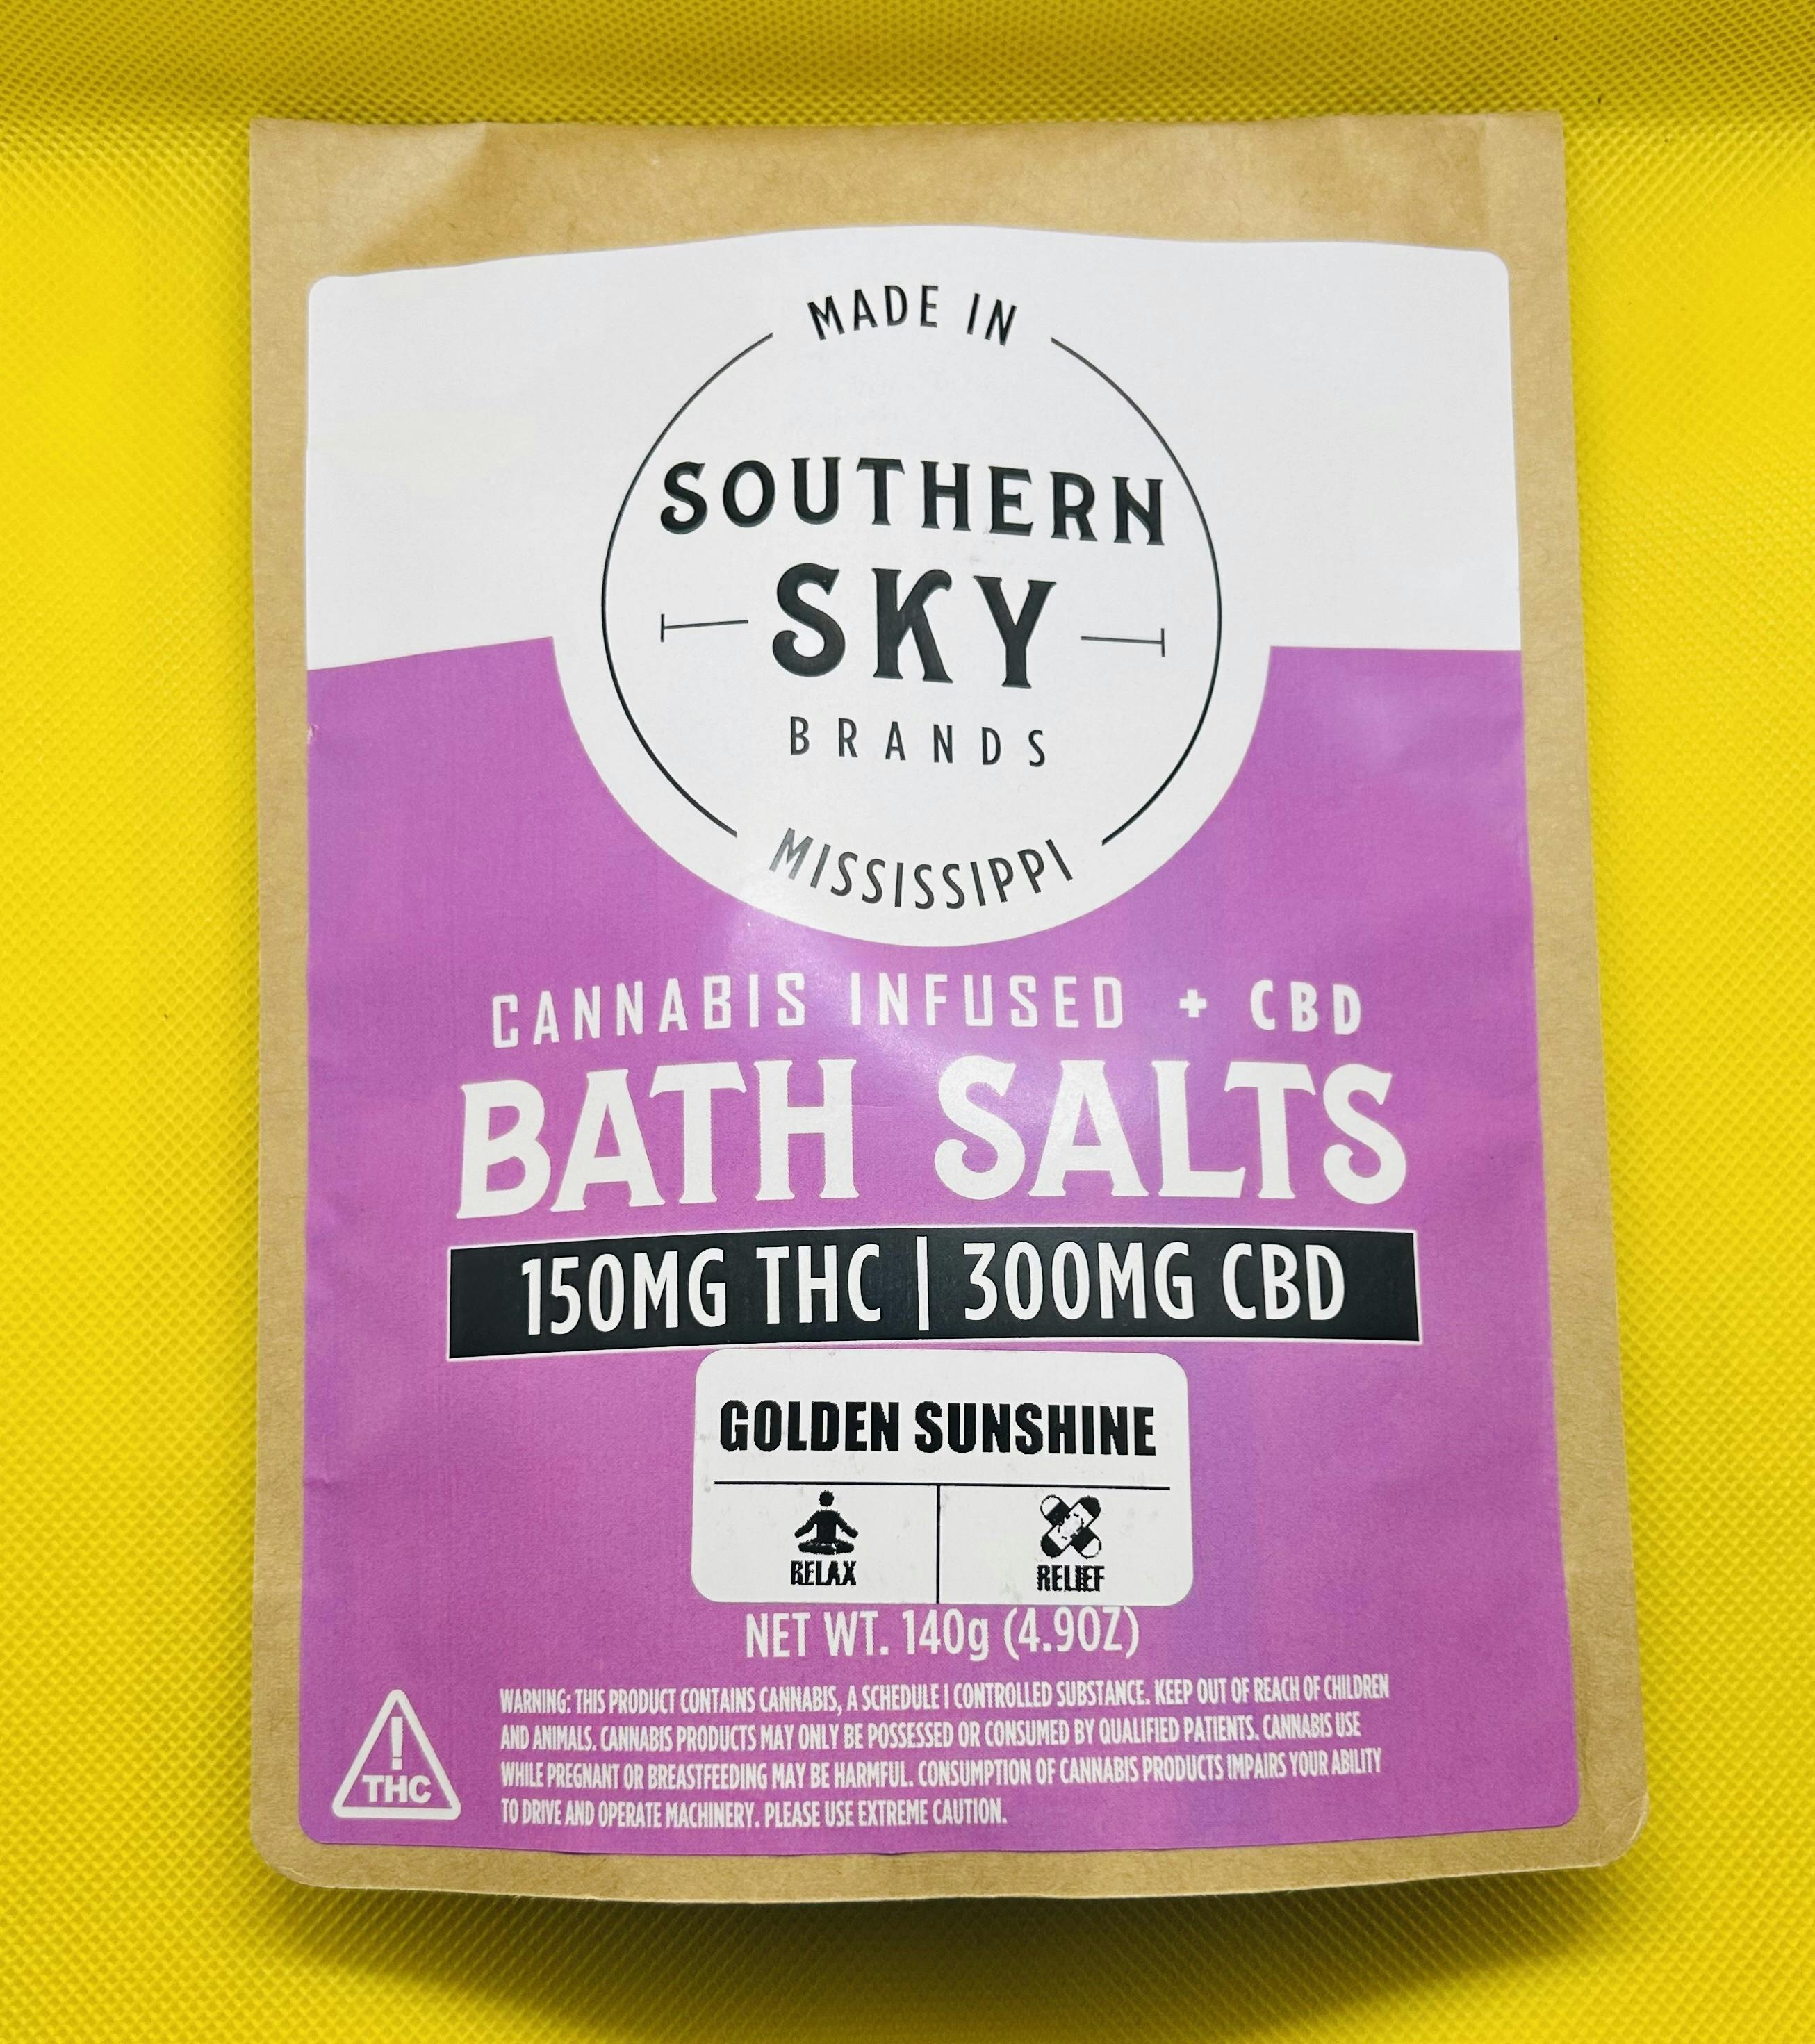 MADE IN
SOUTHERN
SKY
BRANDS
MISSISSIPPI
CANNABIS INFUSED + CBD
BATH SALTS
150MG THC | 300MG CBD
GOLDEN SUNSHINE
RELAX
RELIEF
NET WT. 140g (4.9OZ)
WARNING: THIS PRODUCT CONTAINS CANNABIS, A SCHEDULE I CONTROLLED SUBSTANCE. KEEP OUT OF REACH OF CHILDREN
AND ANIMALS. CANNABIS PRODUCTS MAY ONLY BE POSSESSED OR CONSUMED BY QUALIFIED PATIENTS. CANNABIS USE
WHILE PREGNANT OR BREASTFEEDING MAY BE HARMFUL. CONSUMPTION OF CANNABIS PRODUCTS IMPAIRS YOUR ABILITY
TO DRIVE AND OPERATE MACHINERY. PLEASE USE EXTREME CAUTION.
!
THC